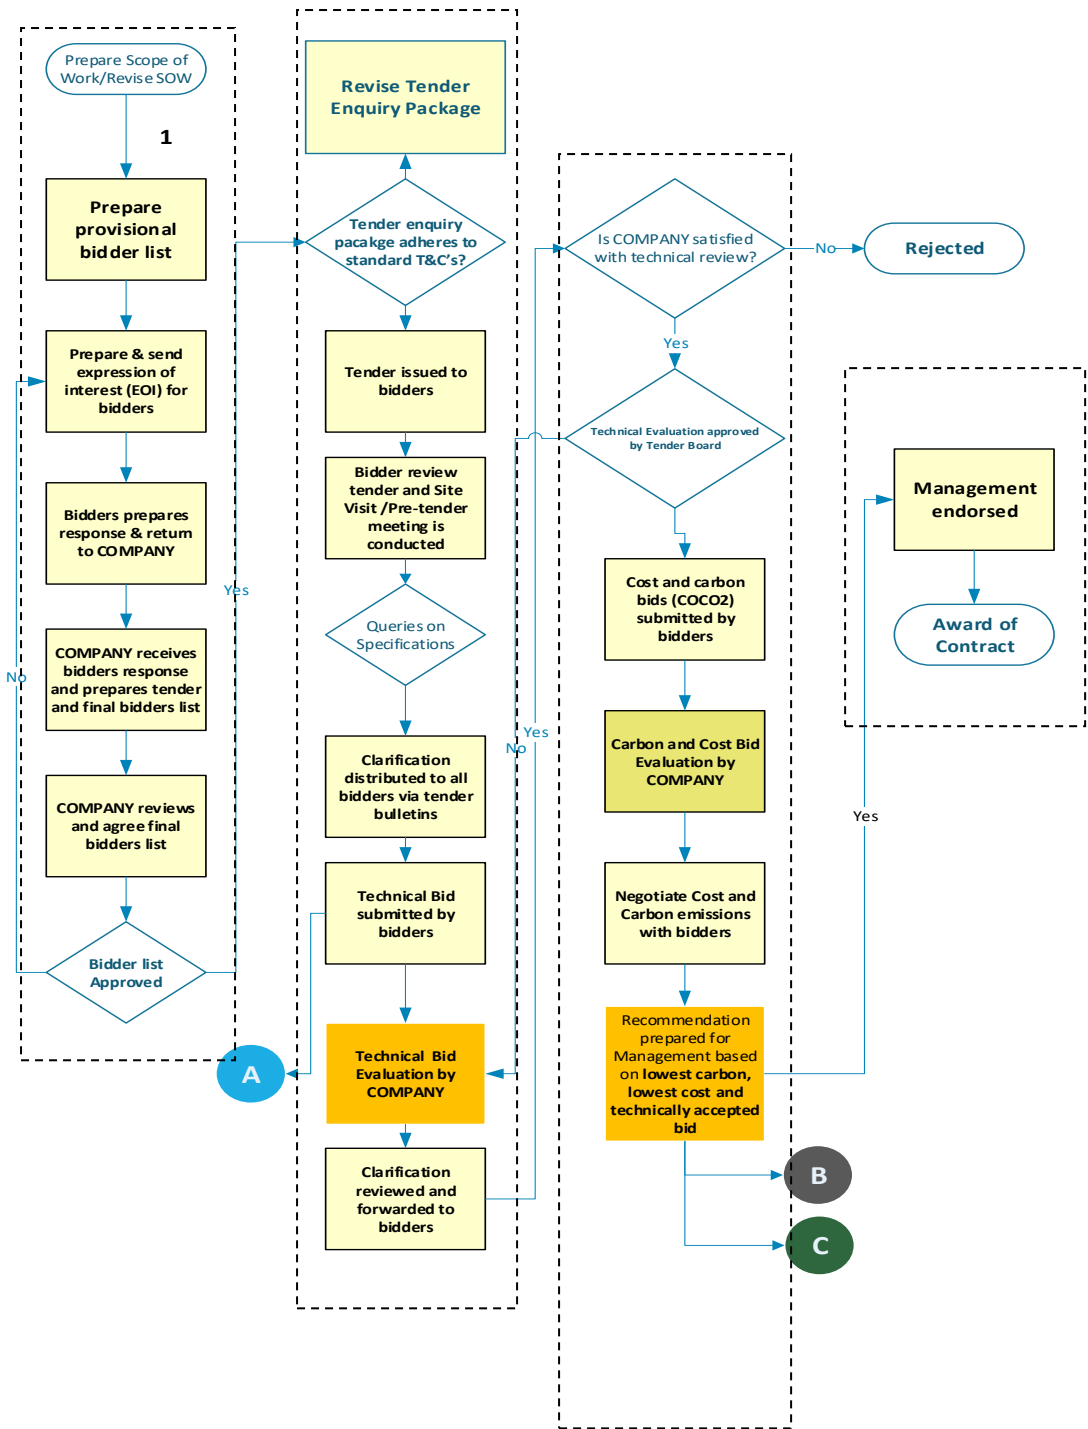 Prepare Scope of
Work/Revise SOW
1
Prepare
provisional
bidder list
Prepare & send
expression of
interest (EOI) for
bidders
Bidders prepares
response & return
to COMPANY
Yes
COMPANY receives
bidders response
and prepares tender
and final bidders list
No
COMPANY reviews
and agree final
bidders list
Bidder list
Approved
A
Revise Tender
Enquiry Package
Tender enquiry
pacakge adheres to
standard T&C's?
Tender issued to
bidders
Bidder review
tender and Site
Visit /Pre-tender
meeting is
conducted
Queries on
Specifications
Clarification
distributed to all
bidders via tender
bulletins
Technical Bid
submitted by
bidders
Technical Bid
Evaluation by
COMPANY
Clarification
reviewed and
forwarded to
bidders
Yes
No
Is COMPANY satisfied
with technical review?
No
Rejected
Yes
Technical Evaluation approved
by Tender Board
Cost and carbon
bids (COCO2)
submitted by
bidders
Carbon and Cost Bid
Evaluation by
COMPANY
Negotiate Cost and
Carbon emissions
with bidders
Recommendation
prepared for
Management based
on lowest carbon,
lowest cost and
technically accepted
bid
B
C
Yes
Management
endorsed
Award of
Contract